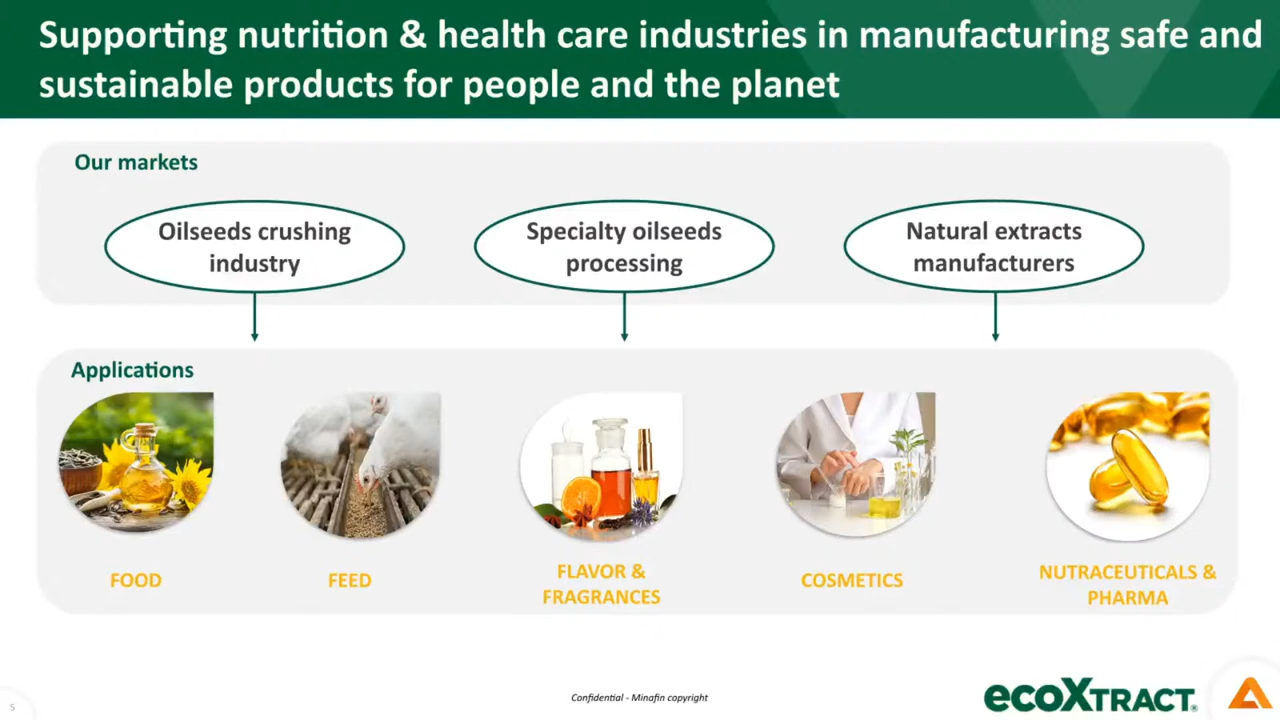 Supporting nutrition & health care industries in manufacturing safe and
sustainable products for people and the planet
Our markets
Oilseeds crushing
industry
Specialty oilseeds
processing
Natural extracts
manufacturers
Applications
FOOD
FEED
FLAVOR &
FRAGRANCES
COSMETICS
NUTRACEUTICALS &
PHARMA
5
Confidential - Minafin copyright
ecoXtract®